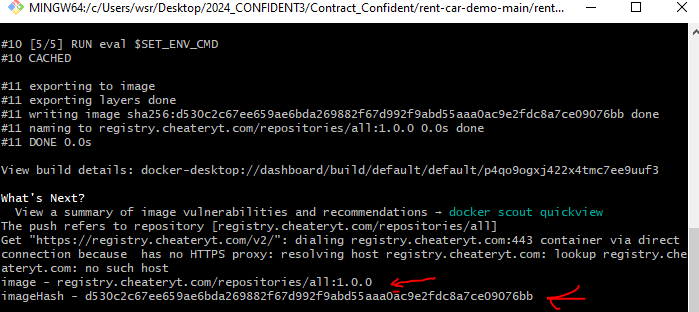 MINGW64:/c/Users/wsr/Desktop/2024_CONFIDENT3/Contract_Confident/rent-car-demo-main/rent...
#10 [5/5] RUN eval $SET_ENV_CMD
#10 CACHED
#11 exporting to image
#11 exporting layers done
#11 writing image sha256:d530c2c67ee659ae6bda269882f67d992f9abd55aaa0ac9e2fdc8a7ce09076bb done
#11 naming to registry.cheateryt.com/repositories/all:1.0.0 0.0s done
#11 DONE 0.0s
View build details: docker-desktop://dashboard/build/default/default/p4qo9ogxj422x4tmc7ee9uuf3
What's Next?
View a summary of image vulnerabilities and recommendations → docker scout quickview
The push refers to repository [registry.cheateryt.com/repositories/all]
Get "https://registry.cheateryt.com/v2/": dialing registry.cheateryt.com:443 container via direct
connection because  has no HTTPS proxy: resolving host registry.cheateryt.com: lookup registry.che
ateryt.com: no such host
image - registry.cheateryt.com/repositories/all:1.0.0
imageHash - d530c2c67ee659ae6bda269882f67d992f9abd55aaa0ac9e2fdc8a7ce09076bb